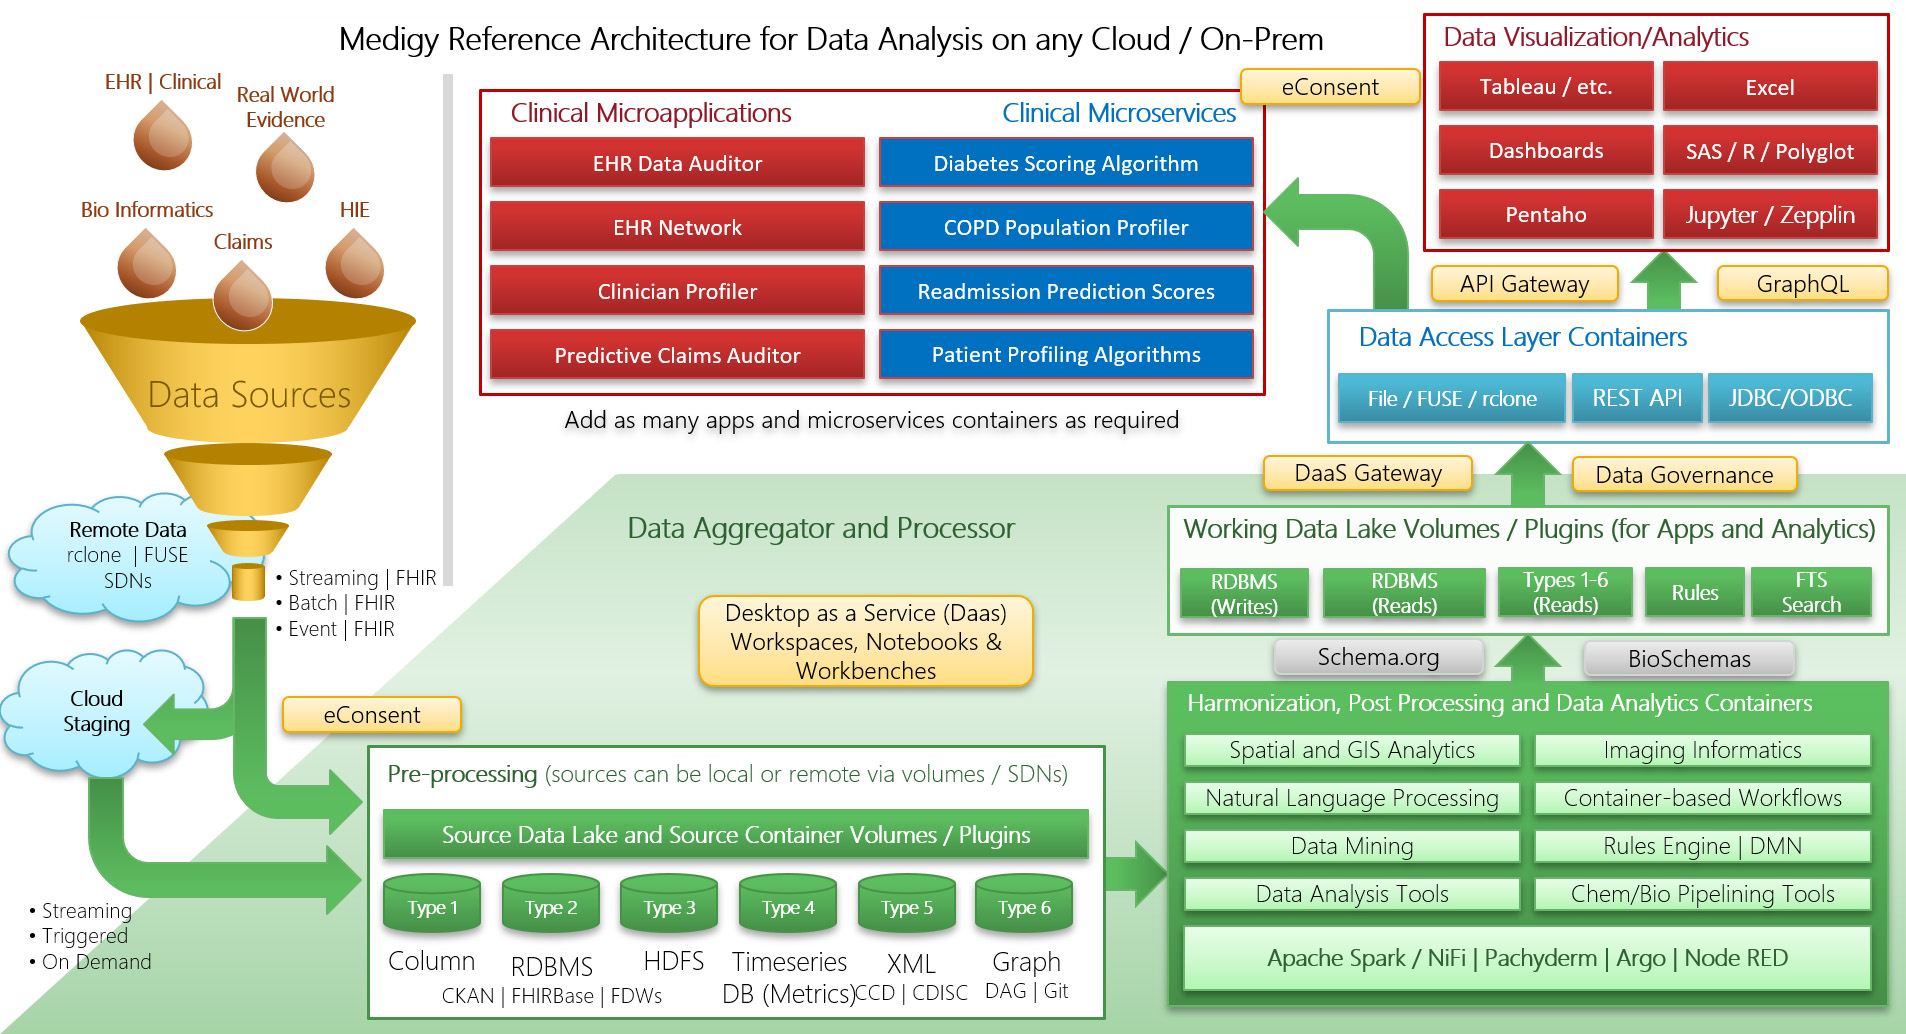 Medigy Reference Architecture for Data Analysis on any Cloud / On-Prem
EHR | Clinical
Real World
Evidence
Bio Informatics
Claims
HIE
Data Sources
Remote Data
rclone | FUSE
SDNs
• Streaming | FHIR
• Batch | FHIR
• Event | FHIR
Cloud
Staging
eConsent
• Streaming
• Triggered
• On Demand
Clinical Microapplications
EHR Data Auditor
EHR Network
Clinician Profiler
Predictive Claims Auditor
Clinical Microservices
Diabetes Scoring Algorithm
COPD Population Profiler
Readmission Prediction Scores
Patient Profiling Algorithms
Add as many apps and microservices containers as required
eConsent
Data Visualization/Analytics
Tableau / etc.
Excel
Dashboards
SAS / R / Polyglot
Pentaho
Jupyter / Zepplin
API Gateway
GraphQL
Data Access Layer Containers
File / FUSE / rclone
REST API
JDBC/ODBC
DaaS Gateway
Data Governance
Data Aggregator and Processor
Desktop as a Service (Daas)
Workspaces, Notebooks &
Workbenches
Working Data Lake Volumes / Plugins (for Apps and Analytics)
RDBMS
(Writes)
RDBMS
(Reads)
Types 1-6
(Reads)
Rules
FTS
Search
Schema.org
BioSchemas
Harmonization, Post Processing and Data Analytics Containers
Spatial and GIS Analytics
Imaging Informatics
Natural Language Processing
Container-based Workflows
Data Mining
Rules Engine | DMN
Data Analysis Tools
Chem/Bio Pipelining Tools
Apache Spark / NiFi | Pachyderm | Argo | Node RED
Pre-processing (sources can be local or remote via volumes / SDNs)
Source Data Lake and Source Container Volumes / Plugins
Type 1
Type 2
Type 3
Type 4
Type 5
Type 6
Column
RDBMS
HDFS
CKAN | FHIRBase | FDWs
Timeseries
DB (Metrics)
XML
CCD | CDISC
Graph
DAG | Git